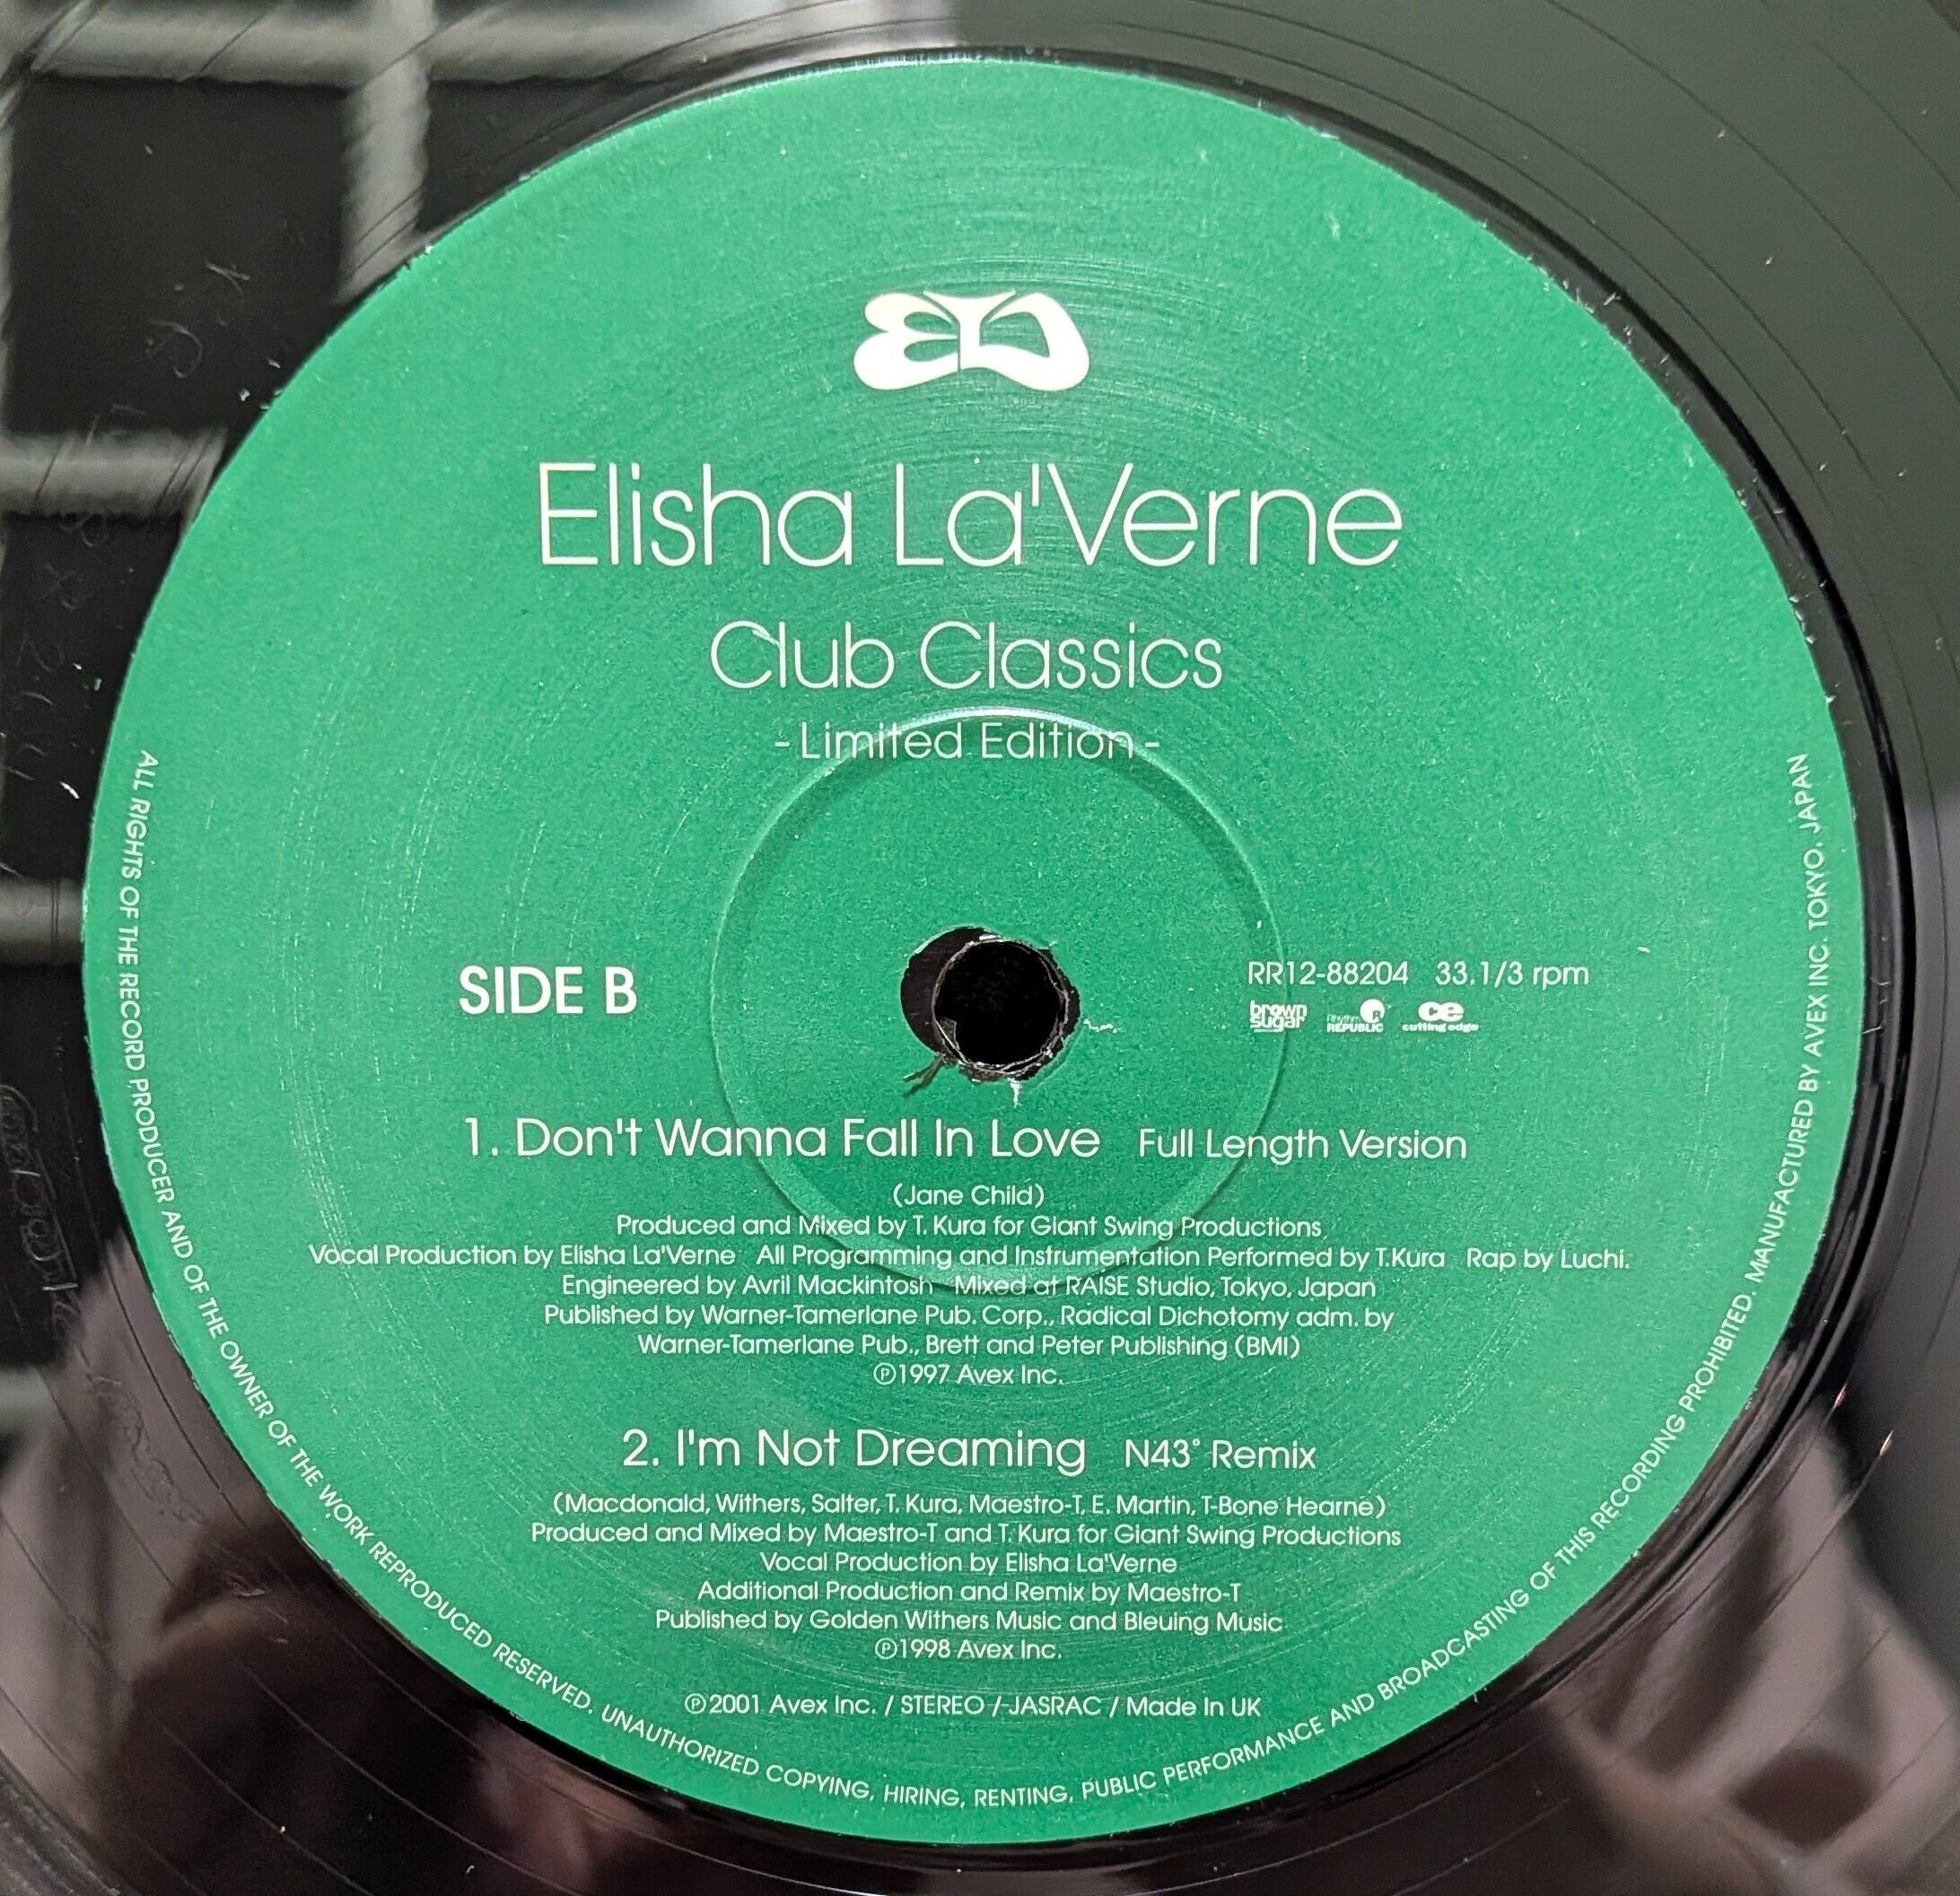 Elisha La'Verne
Club Classics
-Limited Edition-
SIDE B
RR12-88204 33.1/3 rpm
brown sugar
Rhythm REPUBLIC
ce cutting edge
1. Don't Wanna Fall In Love Full Length Version
(Jane Child)
Produced and Mixed by T. Kura for Giant Swing Productions,
Vocal Production by Elisha La'Verne All Programming and Instrumentation Performed by T.Kura Rap by Luchi.
Engineered by Avril Mackintosh Mixed at RAISE Studio, Tokyo, Japan
Published by Warner-Tamerlane Pub. Corp., Radical Dichotomy adm. by
Warner-Tamerlane Pub., Brett and Peter Publishing (BMI)
℗1997 Avex Inc.
2. I'm Not Dreaming N43° Remix
(Macdonald, Withers, Salter, T. Kura, Maestro-T, E. Martin, T-Bone Hearne)
Produced and Mixed by Maestro-T and T. Kura for Giant Swing Productions
Vocal Production by Elisha La'Verne
Additional Production and Remix by Maestro-T
Published by Golden Withers Music and Bleuing Music
℗1998 Avex Inc.
℗2001 Avex Inc. / STEREO / JASRAC / Made In UK
ALL RIGHTS OF THE RECORD PRODUCER AND OF THE OWNER OF THE WORK REPRODUCED RESERVED. UNAUTHORIZED COPYING, HIRING, RENTING, PUBLIC PERFORMANCE AND BROADCASTING OF THIS RECORDING PROHIBITED. MANUFACTURED BY AVEX INC. TOKYO. JAPAN